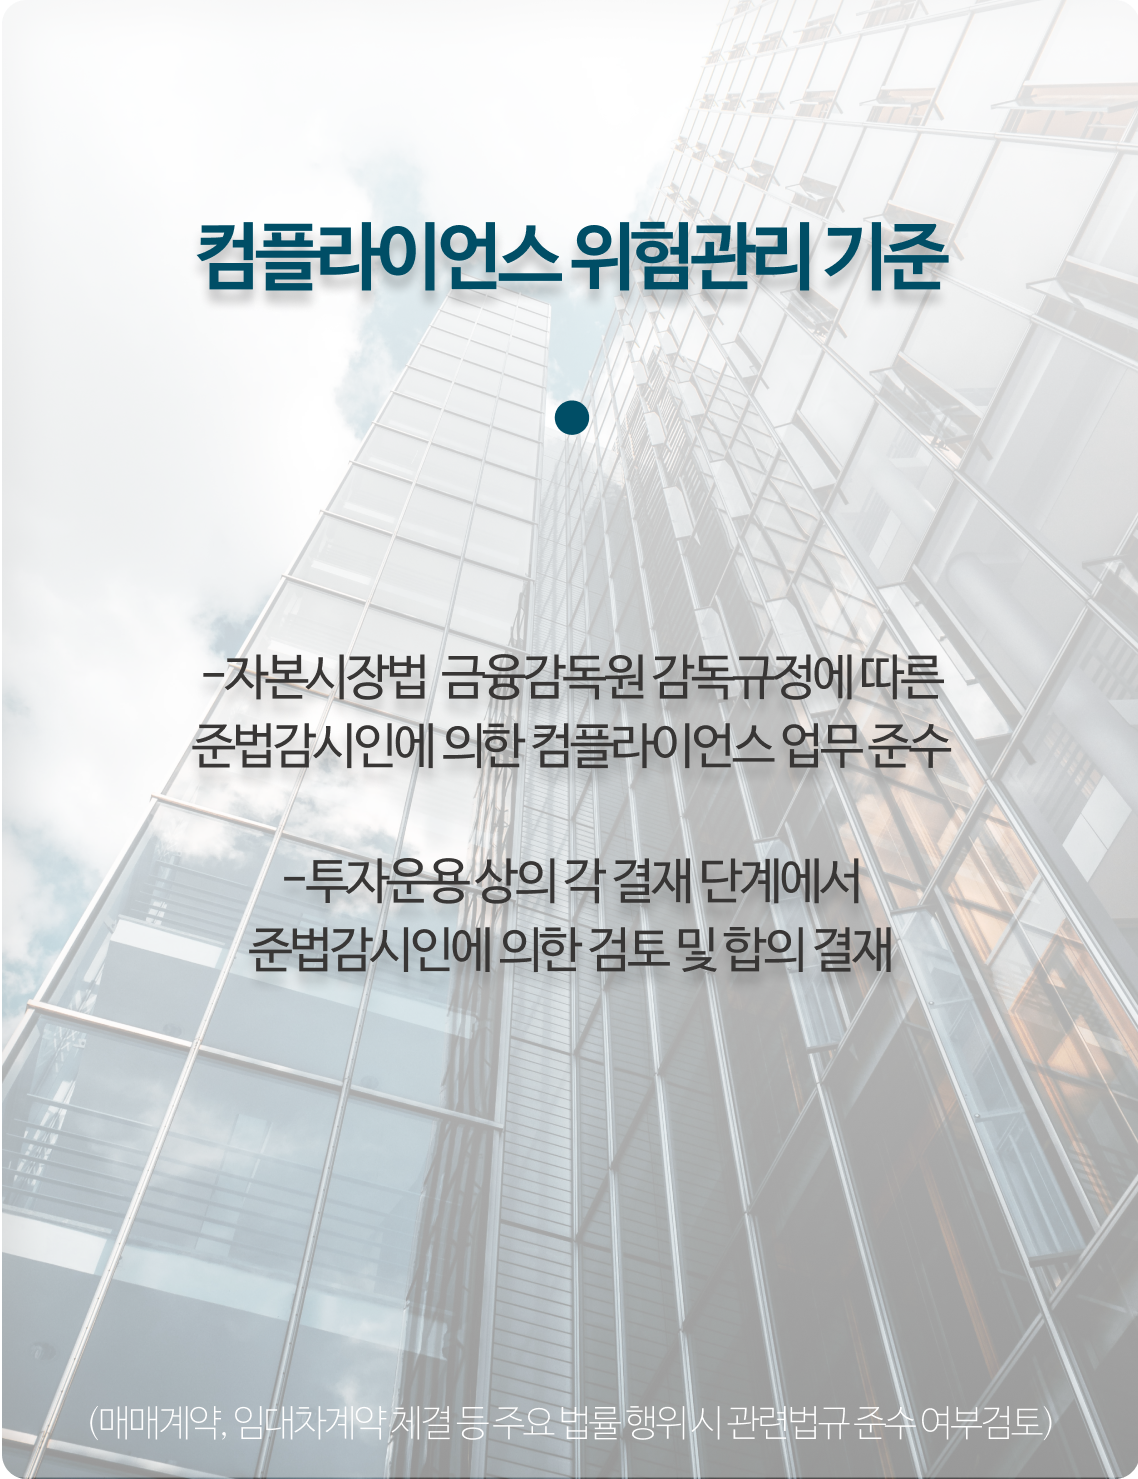 컴플라이언스 위험관리 기준
-자본시장법 금융감독원 감독규정에 따른
준법감시인에 의한 컴플라이언스 업무 준수
-투자운용 상의 각 결재 단계에서
준법감시인에 의한 검토 및 합의 결재
(매매계약, 임대차계약 체결 등 주요 법률 행위 시 관련법규 준수 여부검토)